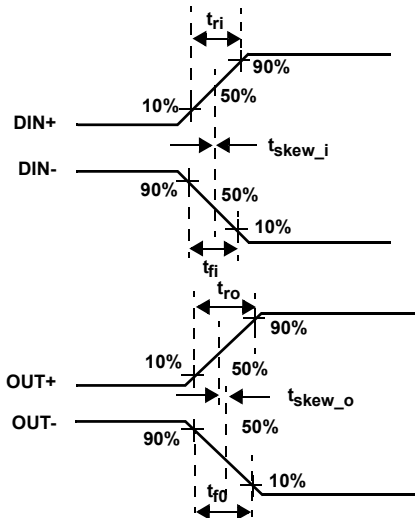 tri
90%
10%
50%
DIN+
tskew_i
DIN-
50%
90%
10%
tfi
tro
90%
10%
50%
OUT+
tskew_o
OUT-
50%
90%
10%
tf0